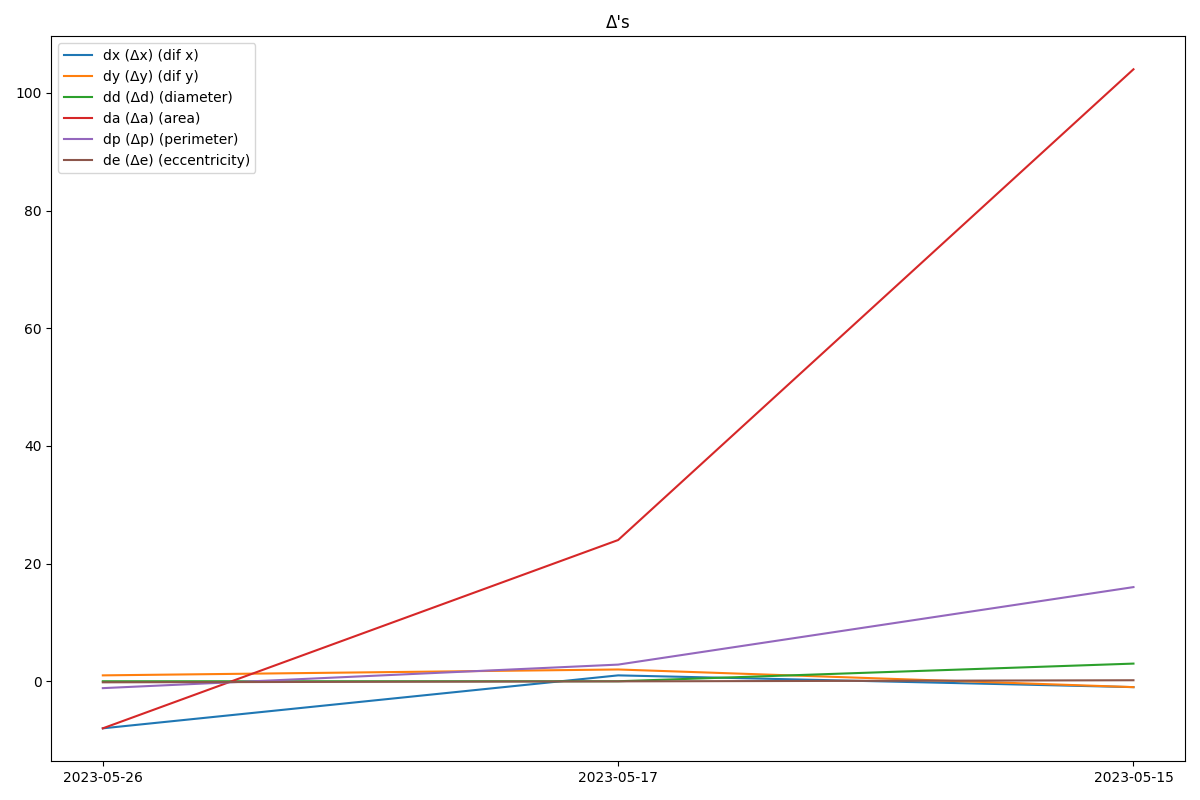 Δ's
dx (Δx) (dif x)
dy (Δy) (dif y)
dd (Δd) (diameter)
da (Δa) (area)
dp (Δp) (perimeter)
de (Δe) (eccentricity)
100
80
60
40
20
0
2023-05-26 2023-05-17 2023-05-15